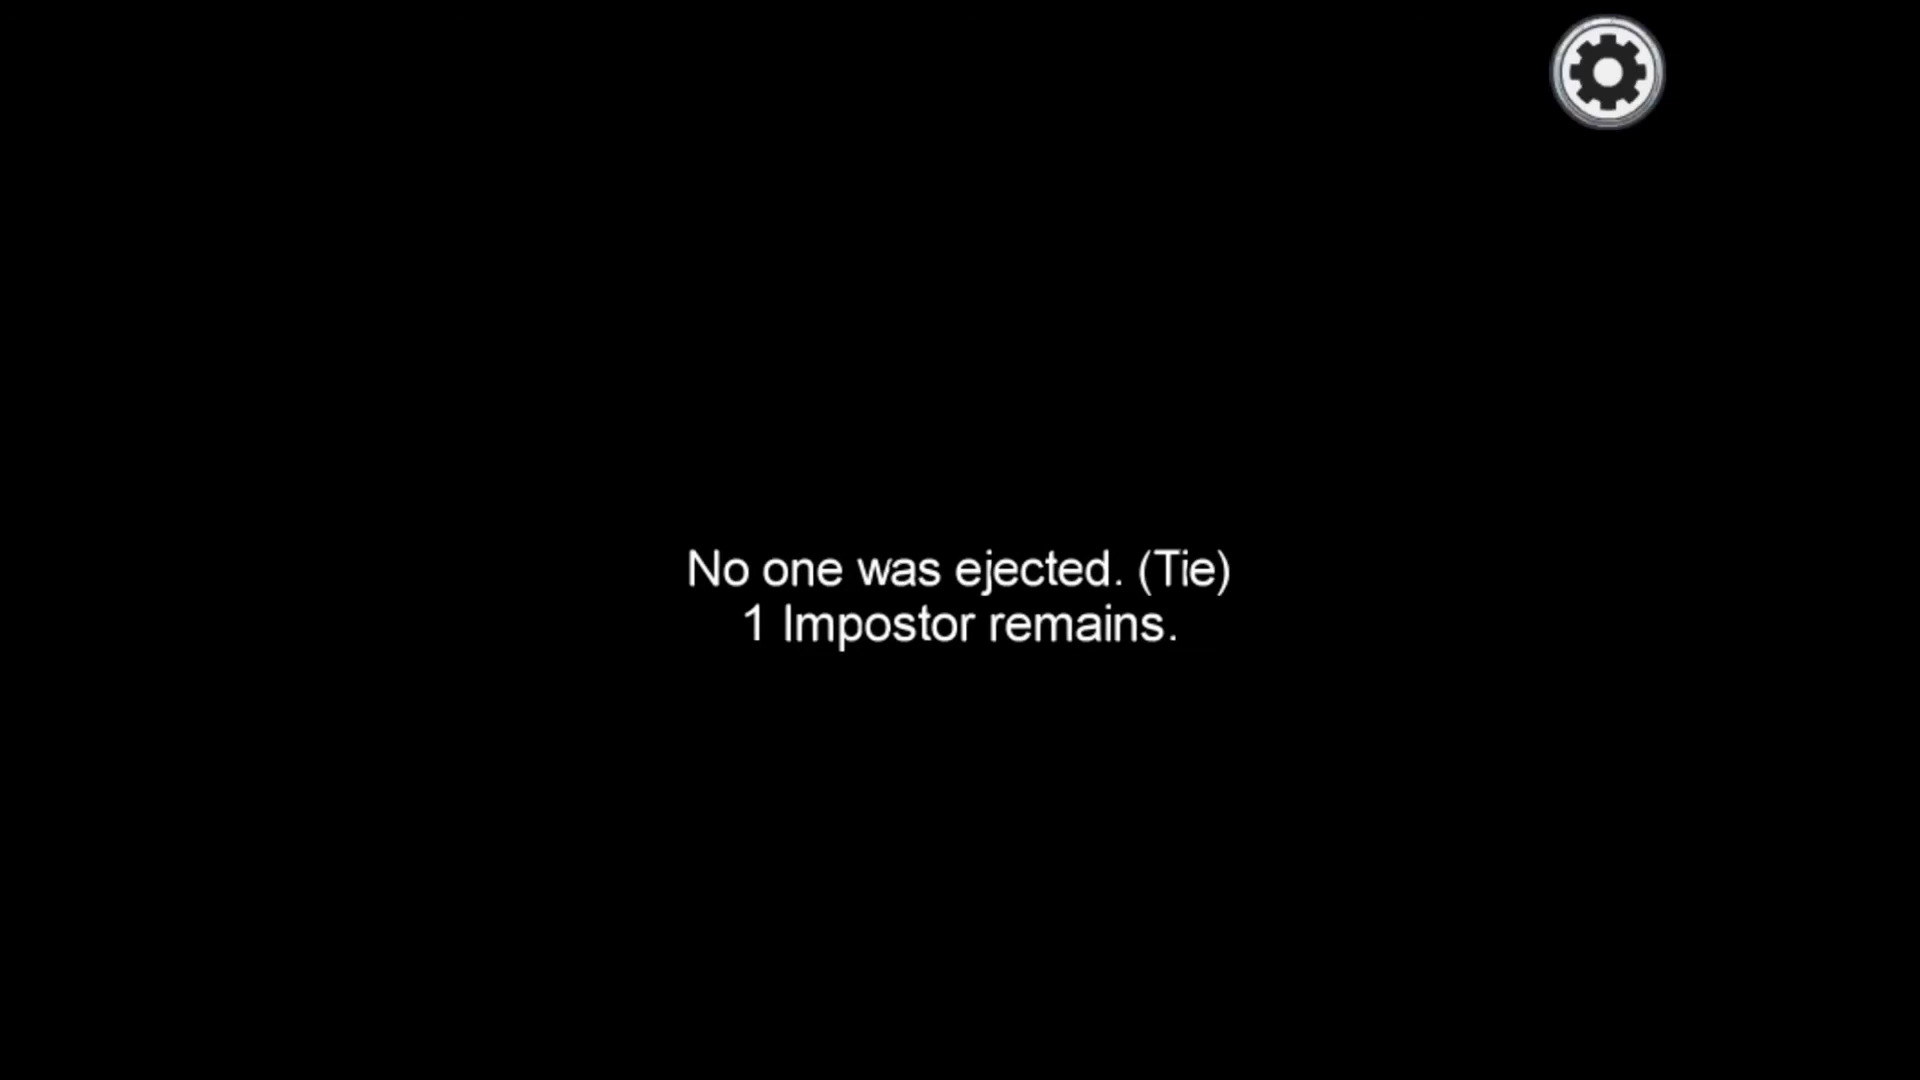 No one was ejected. (Tie)
1 Impostor remains.